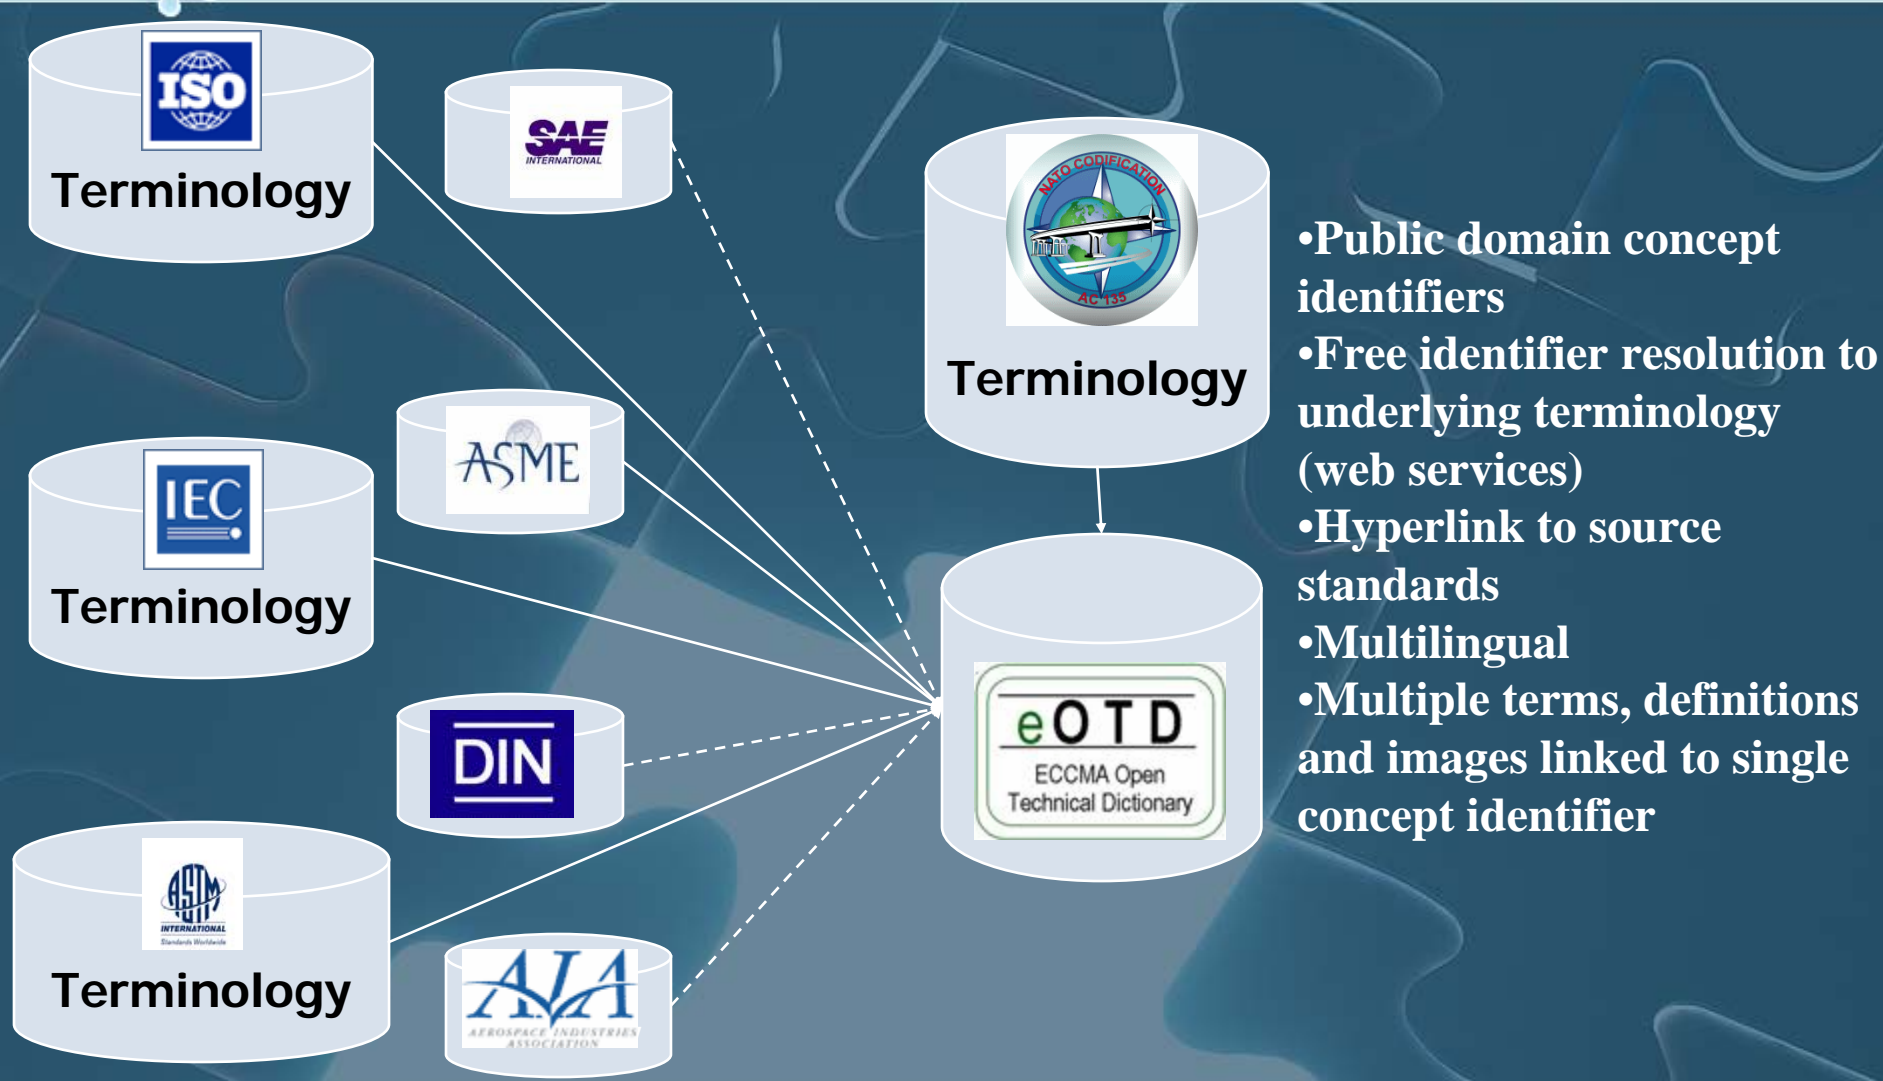 ISO
Terminology
SAE
INTERNATIONAL
NATO CODIFICATION
AC 135
Terminology
ASME
IEC
Terminology
DIN
ASTM
INTERNATIONAL
Standards Worldwide
Terminology
AIA
AEROSPACE INDUSTRIES
ASSOCIATION
eOTD
ECCMA Open
Technical Dictionary
•Public domain concept
identifiers
•Free identifier resolution to
underlying terminology
(web services)
•Hyperlink to source
standards
•Multilingual
•Multiple terms, definitions
and images linked to single
concept identifier